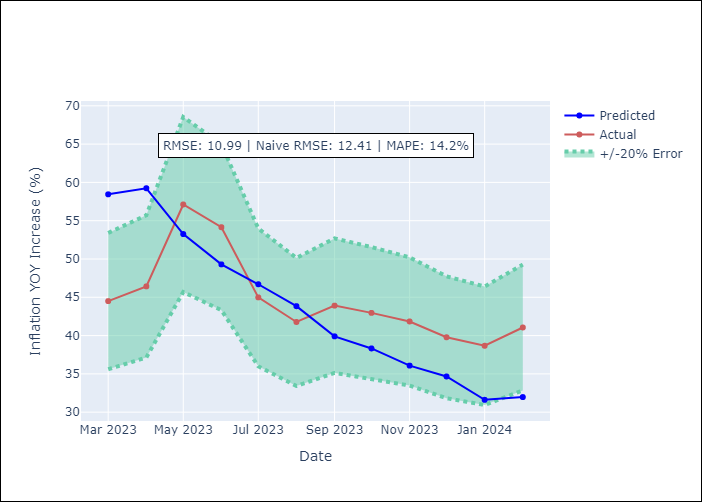 RMSE: 10.99 | Naive RMSE: 12.41 | MAPE: 14.2%
Predicted
Actual
+/-20% Error
Inflation YOY Increase (%)
70
65
60
55
50
45
40
35
30
Mar 2023 May 2023 Jul 2023 Sep 2023 Nov 2023 Jan 2024
Date